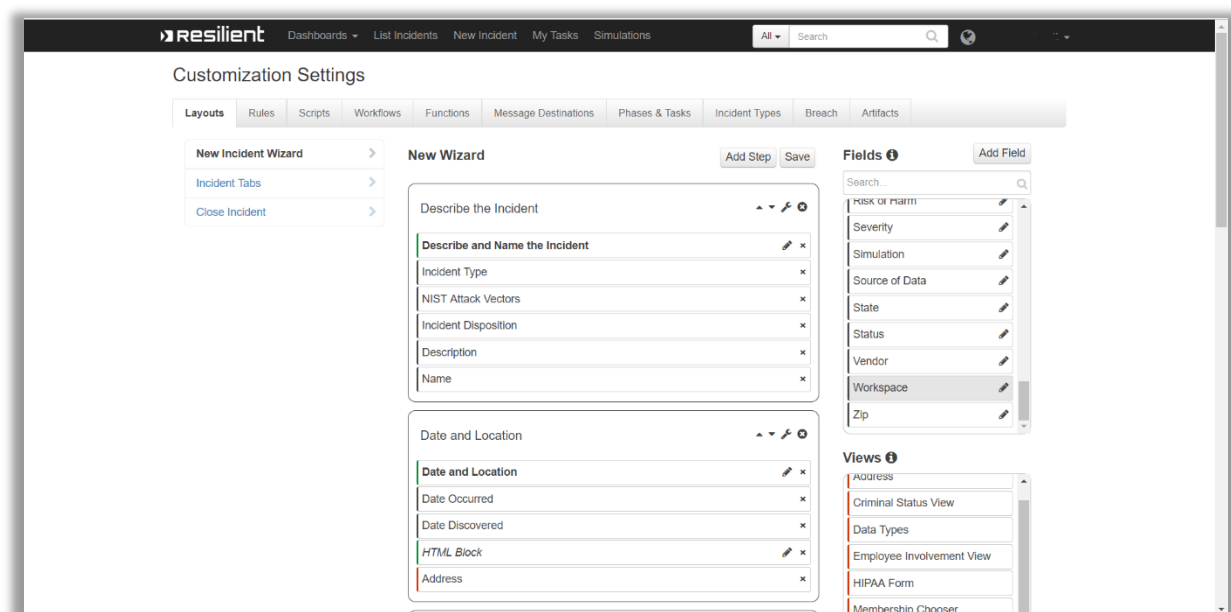 Resilient Dashboards List Incidents New Incident My Tasks Simulations All Search
Customization Settings
Layouts Rules Scripts Workflows Functions Message Destinations Phases & Tasks Incident Types Breach Artifacts
New Incident Wizard
Incident Tabs
Close Incident
New Wizard Add Step Save
Describe the Incident
Describe and Name the Incident
Incident Type
NIST Attack Vectors
Incident Disposition
Description
Name
Date and Location
Date and Location
Date Occurred
Date Discovered
HTML Block
Address
Fields Add Field
Search...
Risk of Harm
Severity
Simulation
Source of Data
State
Status
Vendor
Workspace
Zip
Views
Address
Criminal Status View
Data Types
Employee Involvement View
HIPAA Form
Membership Chooser